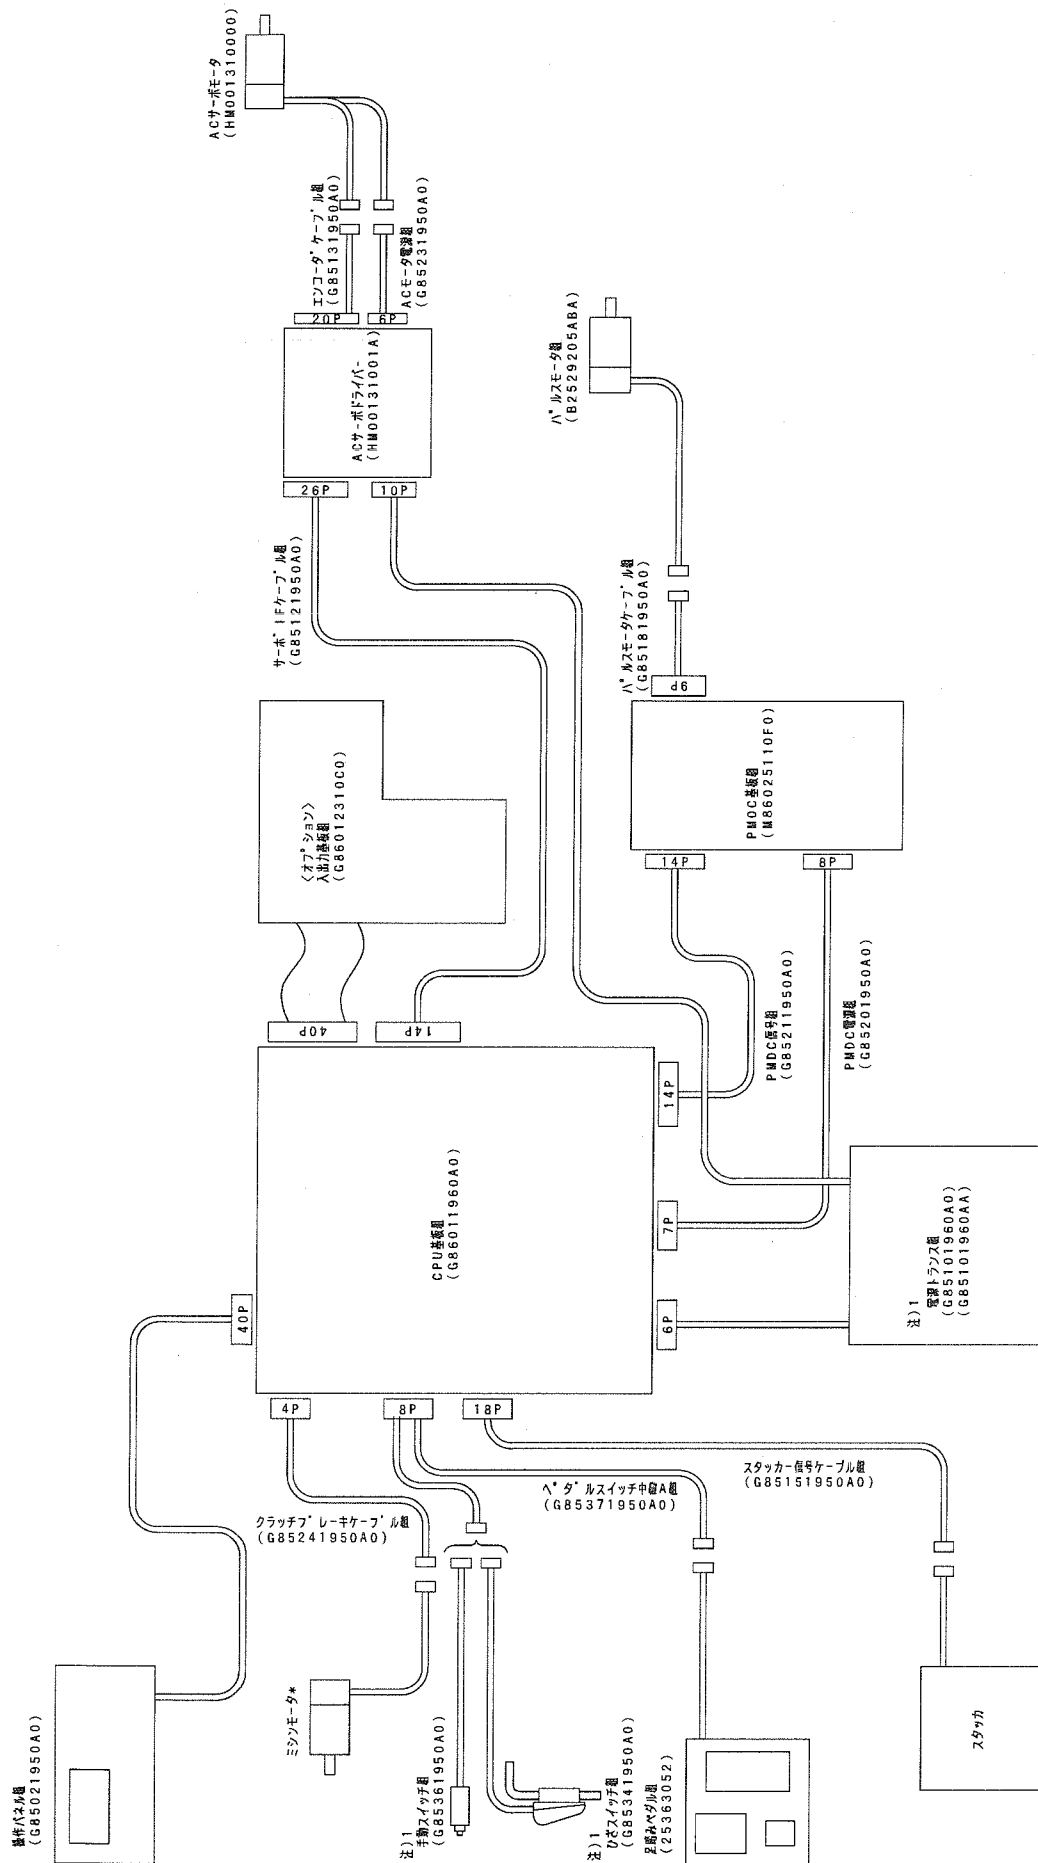 操作パネル組
(G85021950A0)
40P
CPU基板組
(G86011960A0)
4P
8P
18P
6P
7P
14P
40P
14P
クラッチブレーキケーブル組
(G85241950A0)
ミシンモータ*
注)1
手動スイッチ組
(G85361950A0)
注)1
ひざスイッチ組
(G85341950A0)
足踏みペダル組
(25363052)
ペダルスイッチ中継A組
(G85371950A0)
スタッカー信号ケーブル組
(G85151950A0)
スタッカ
注)1
電源トランス組
(G85101960A0)
(G85101960AA)
<オプション>
入出力基板組
(G86012310C0)
サーボIFケーブル組
(G85121950A0)
26P
10P
ACサーボドライバー
(HM00131001A)
20P
6P
エンコーダケーブル組
(G85131950A0)
ACモータ電源組
(G85231950A0)
ACサーボモータ
(HM001310000)
PMDC信号組
(G85211950A0)
PMDC電源組
(G85201950A0)
14P
8P
PMDC基板組
(M86025110F0)
9P
パルスモータケーブル組
(G85181950A0)
パルスモータ組
(B2529205ABA)